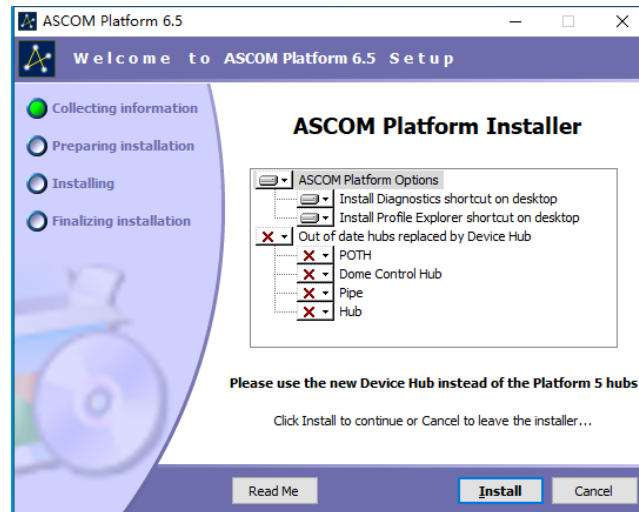 ASCOM Platform 6.5
Welcome to ASCOM Platform 6.5 Setup
Collecting information
Preparing installation
Installing
Finalizing installation
ASCOM Platform Installer
ASCOM Platform Options
Install Diagnostics shortcut on desktop
Install Profile Explorer shortcut on desktop
Out of date hubs replaced by Device Hub
POTH
Dome Control Hub
Pipe
Hub
Please use the new Device Hub instead of the Platform 5 hubs
Click Install to continue or Cancel to leave the installer...
Read Me
Install
Cancel